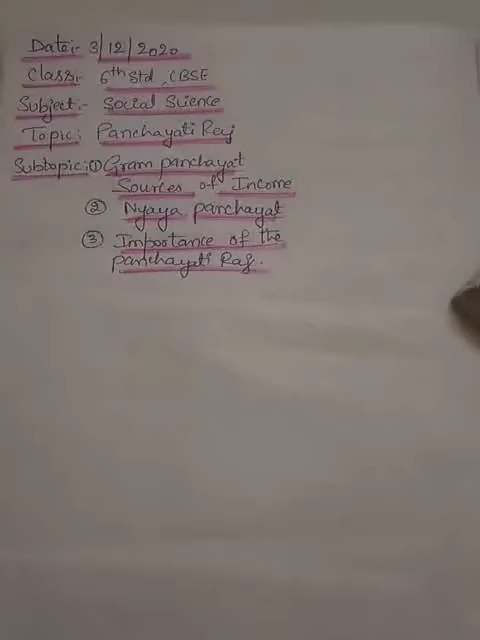 Date:- 3/12/2020
Class:- 6th Std, CBSE
Subject:- Social Science
Topic: Panchayati Raj
Subtopic: ① Gram panchayat
Sources of Income
② Nyaya panchayat
③ Importance of the
panchayati Raj.